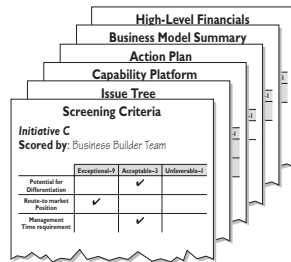 High-Level Financials
Business Model Summary
Action Plan
Capability Platform
Issue Tree
Screening Criteria
Initiative C
Scored by: Business Builder Team
Exceptional–9 Acceptable–3 Unfavorable–1
Potential for
Differentiation ✓
Route-to market
Position ✓
Management
Time requirement ✓